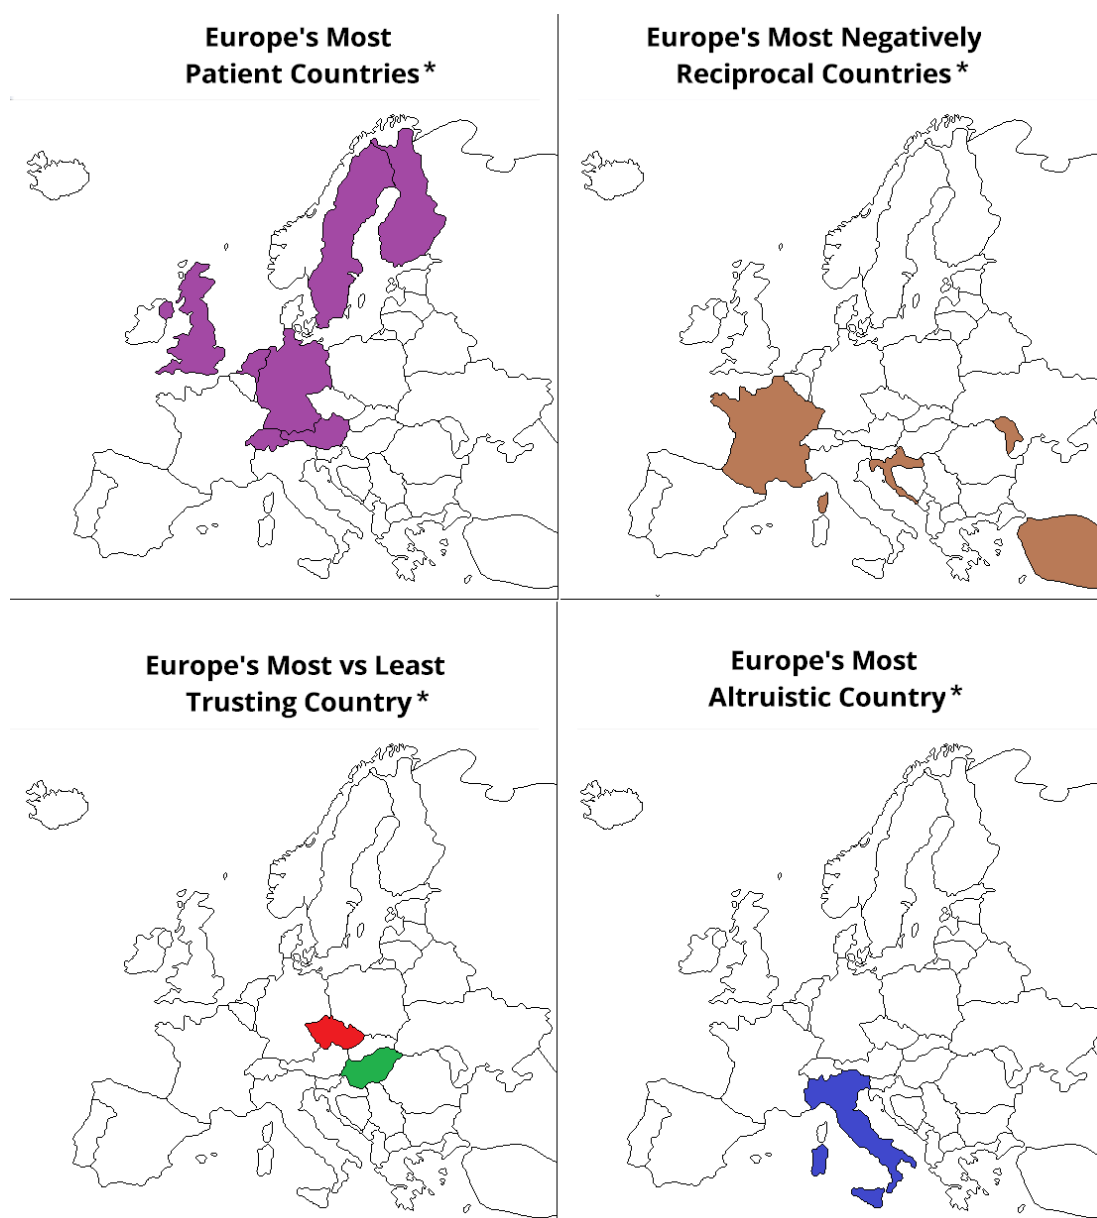 Europe's Most
Patient Countries*
Europe's Most Negatively
Reciprocal Countries*
Europe's Most vs Least
Trusting Country*
Europe's Most
Altruistic Country*